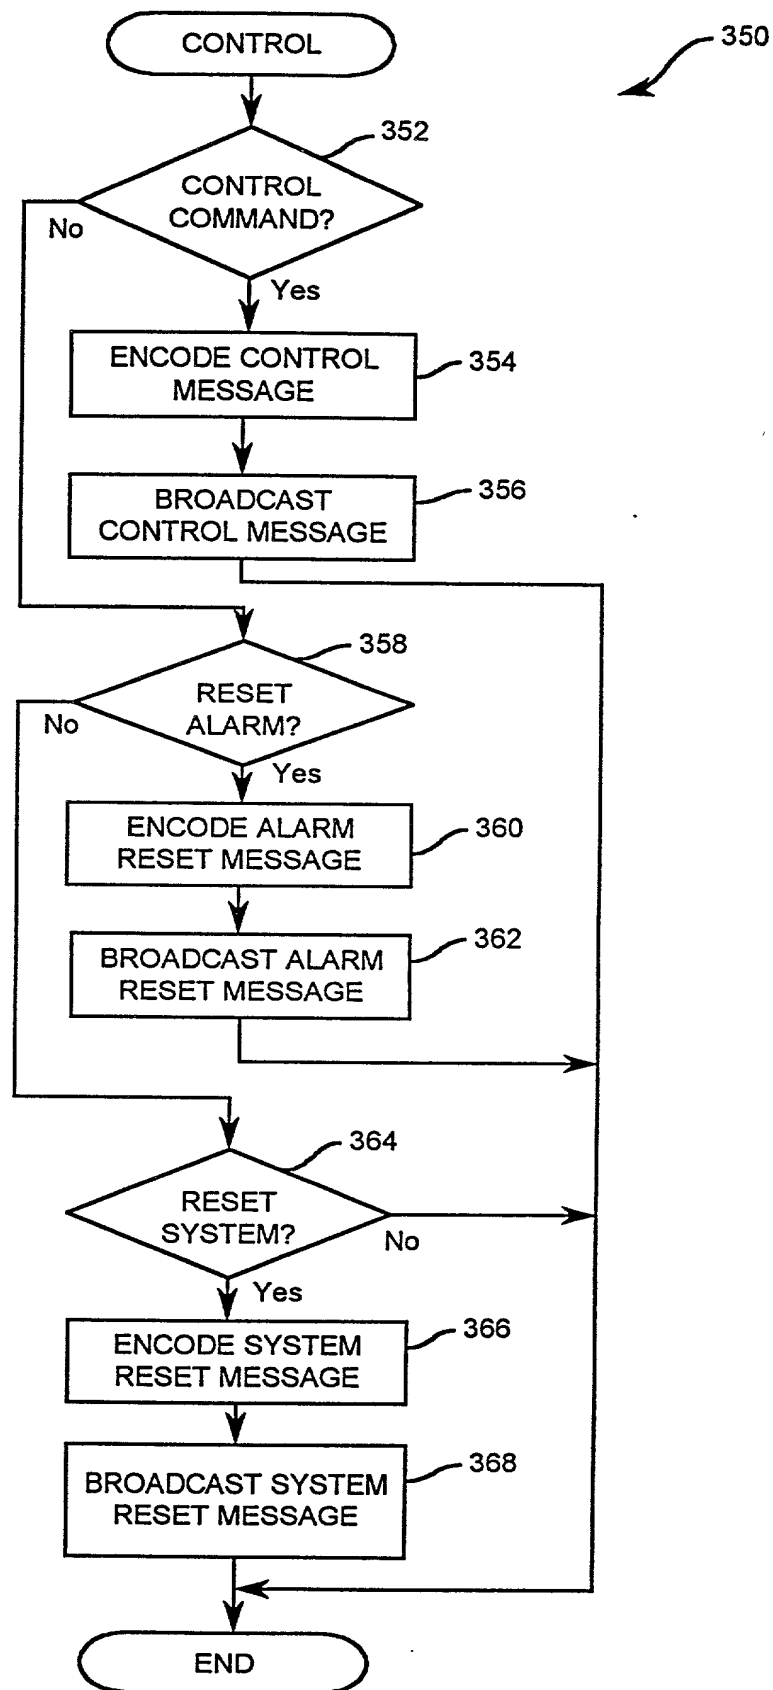 CONTROL
350
352
CONTROL
COMMAND?
No
Yes
ENCODE CONTROL
MESSAGE
354
BROADCAST
CONTROL MESSAGE
356
358
RESET
ALARM?
No
Yes
ENCODE ALARM
RESET MESSAGE
360
BROADCAST ALARM
RESET MESSAGE
362
364
RESET
SYSTEM?
No
Yes
ENCODE SYSTEM
RESET MESSAGE
366
BROADCAST SYSTEM
RESET MESSAGE
368
END